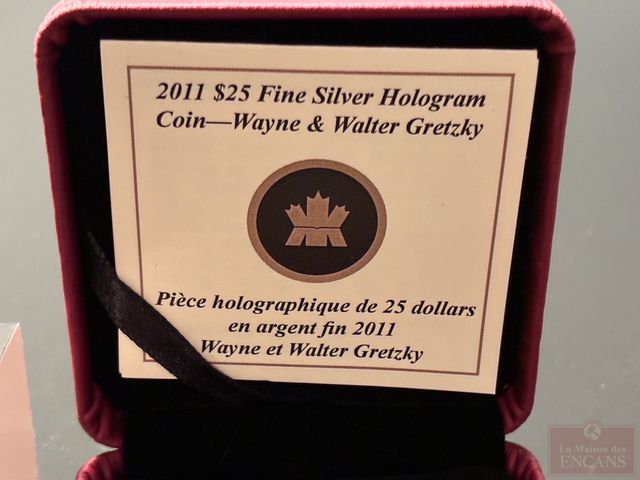 2011 $25 Fine Silver Hologram
Coin—Wayne & Walter Gretzky
Pièce holographique de 25 dollars
en argent fin 2011
Wayne et Walter Gretzky
La Maison des
ENCANS